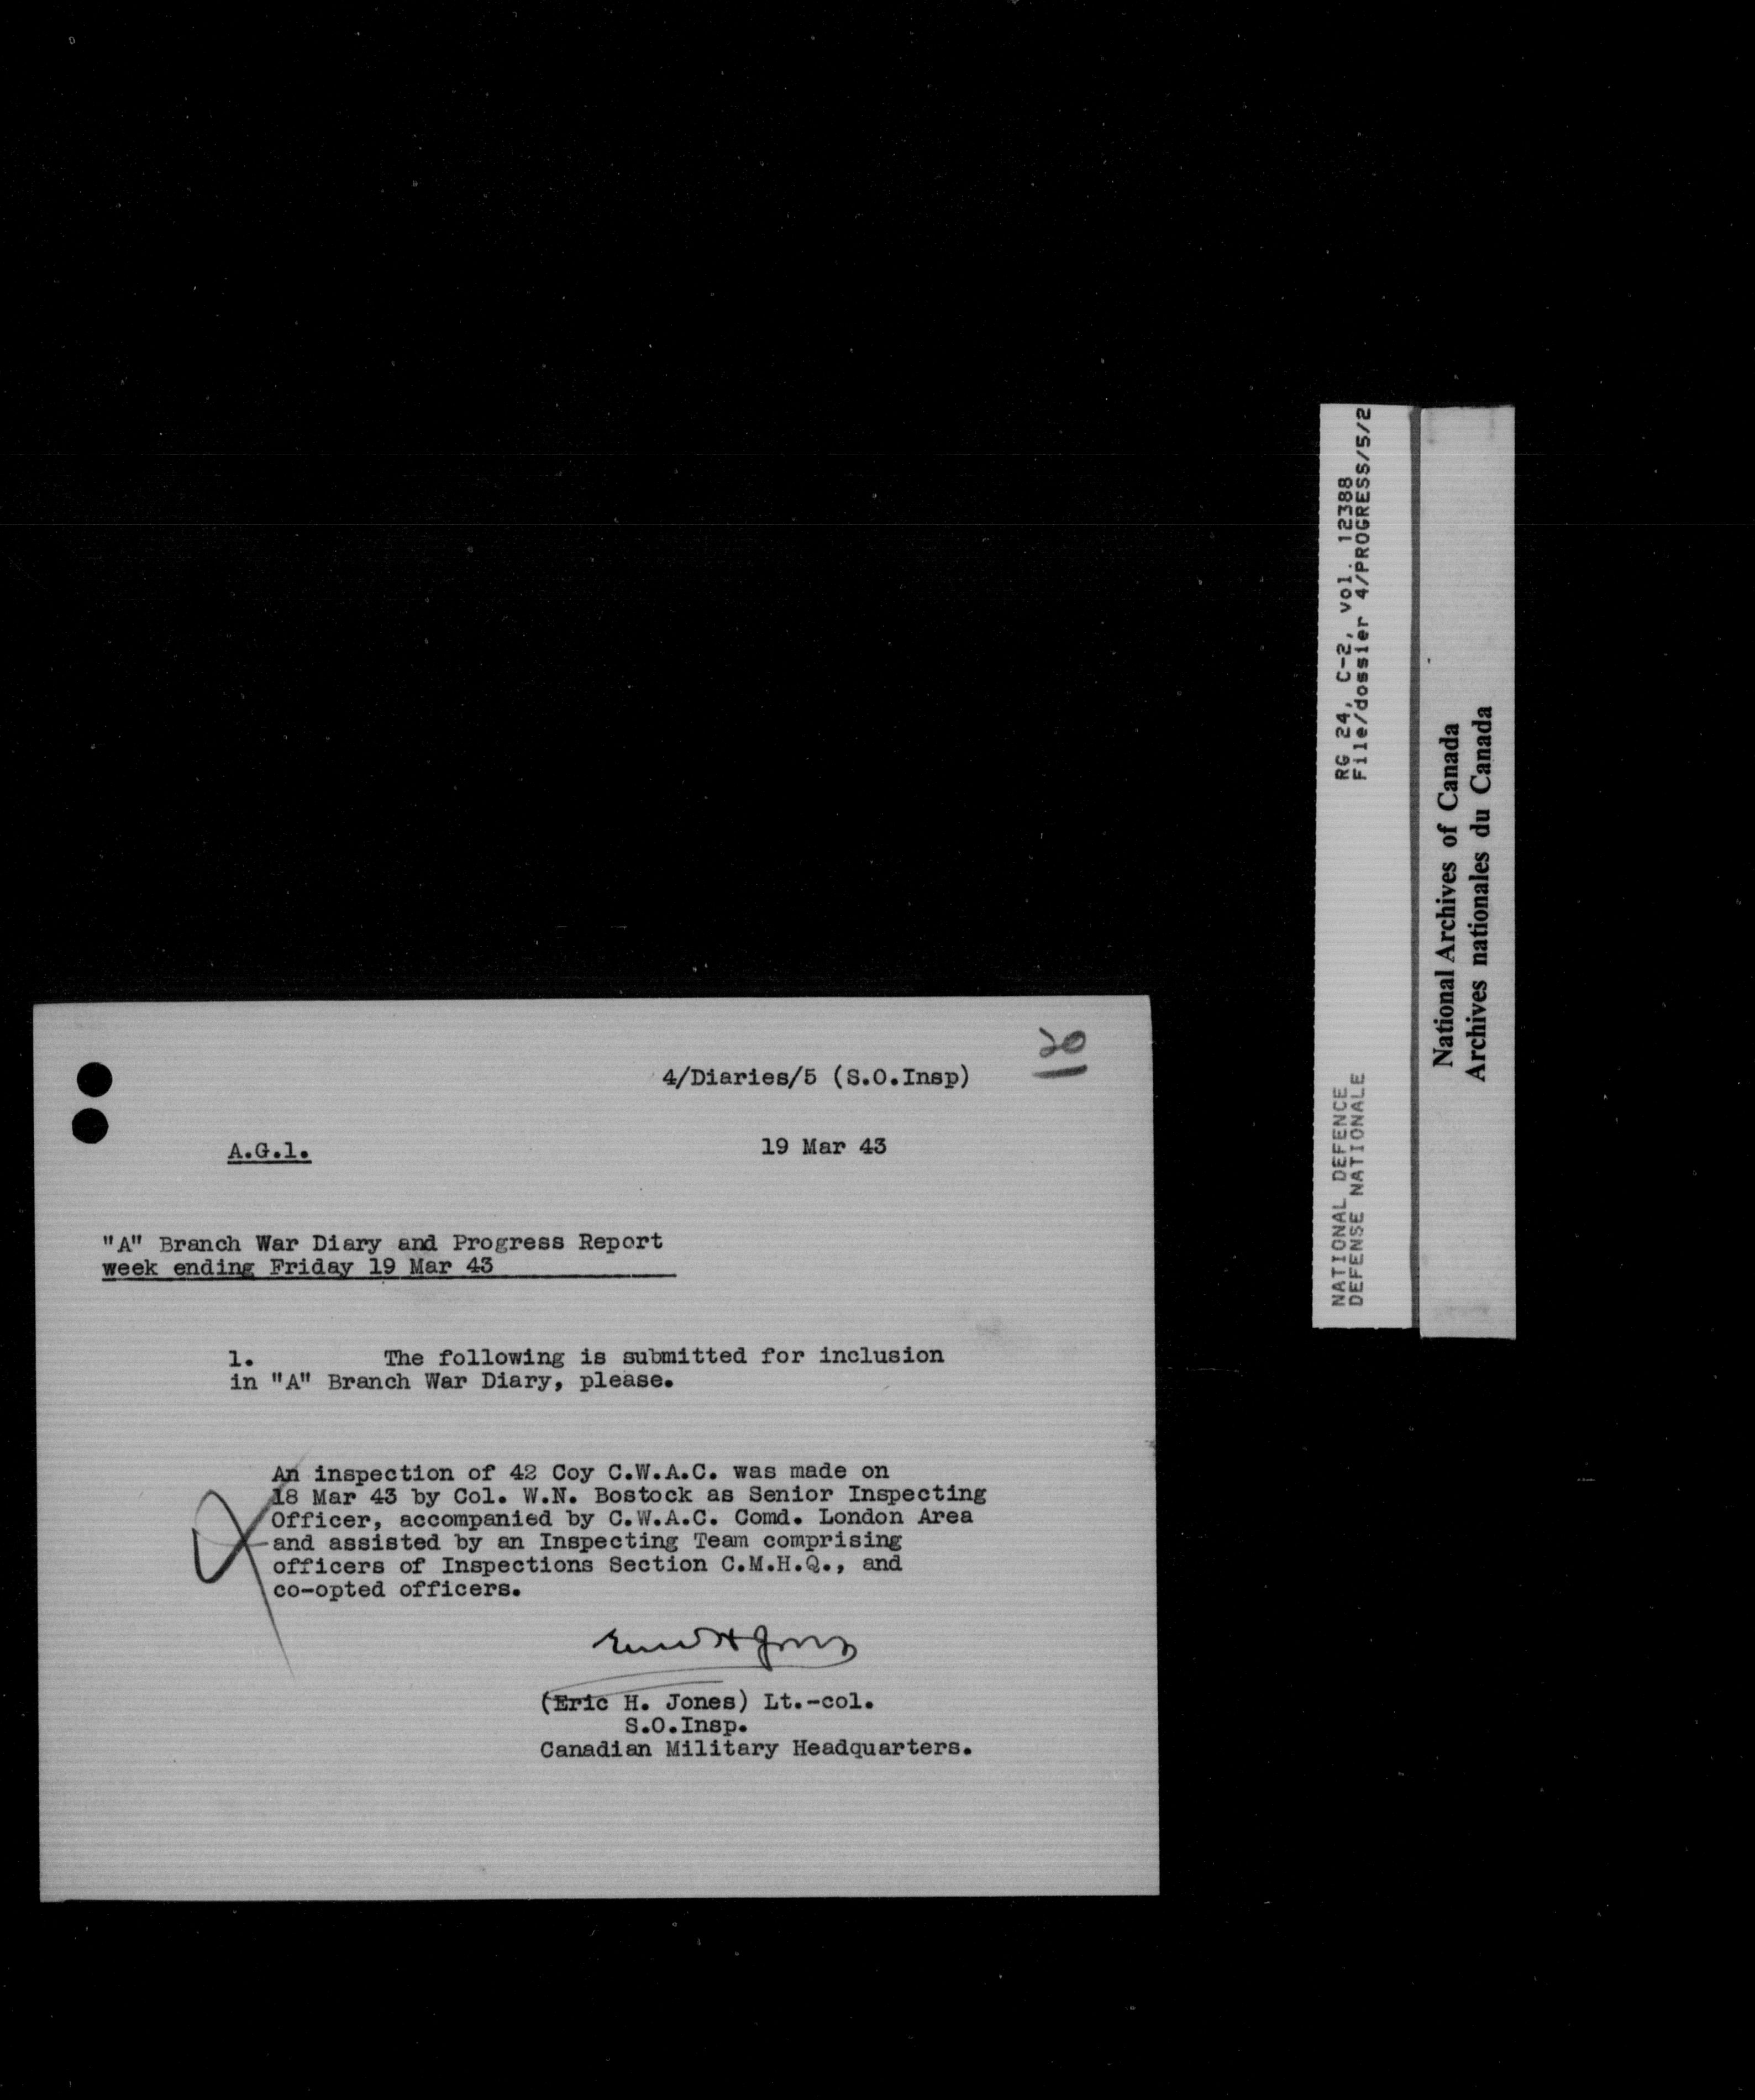 20
4/Diaries/5 (S.O.Insp)
A.G.1.
19 Mar 43
"A" Branch War Diary and Progress Report
week ending Friday 19 Mar 43
1. The following is submitted for inclusion
in "A" Branch War Diary, please.
An inspection of 42 Coy C.W.A.C. was made on
18 Mar 43 by Col. W.N. Bostock as Senior Inspecting
Officer, accompanied by C.W.A.C. Comd. London Area
and assisted by an Inspecting Team comprising
officers of Inspections Section C.M.H.Q., and
co-opted officers.
Eric H Jones
(Eric H. Jones) Lt.-col.
S.O.Insp.
Canadian Military Headquarters.
NATIONAL DEFENCE
DEFENSE NATIONALE
RG 24, C-2, vol. 12388
File/dossier 4/PROGRESS/5/2
National Archives of Canada
Archives nationales du Canada